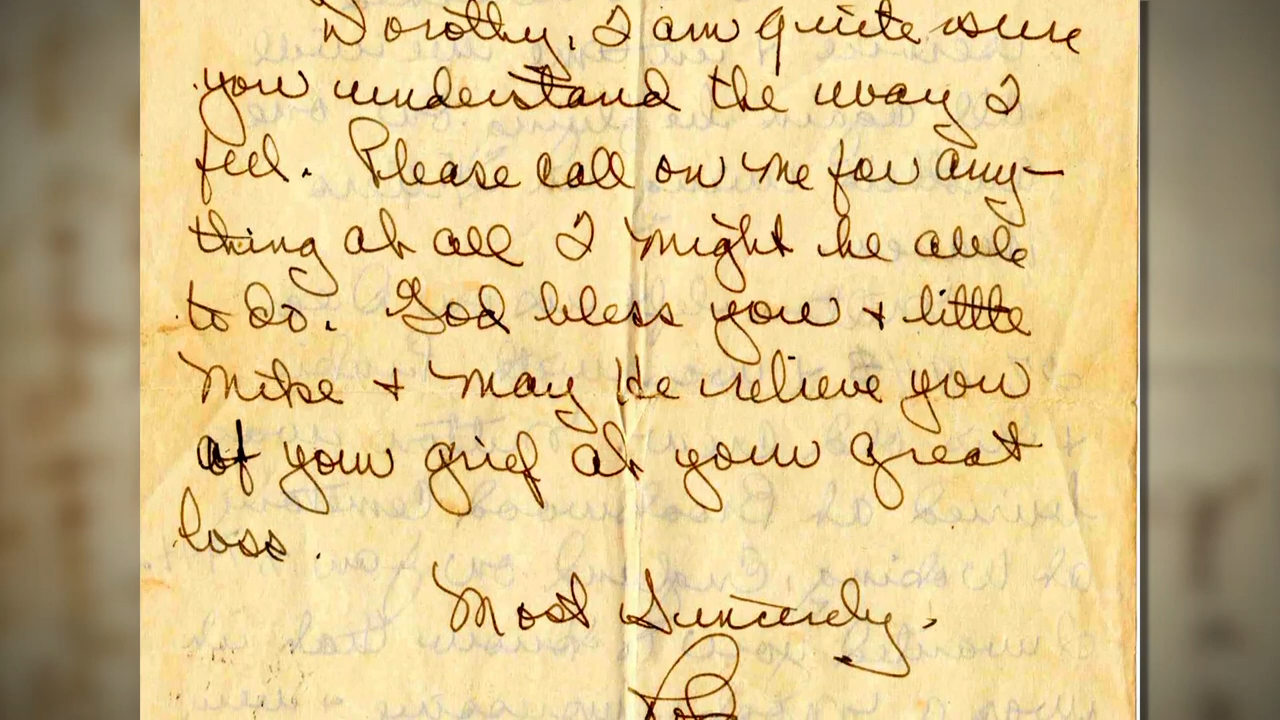 Dorothy, I am quite sure
you understand the way I
feel. Please call on me for any-
thing at all I might be able
to do. God bless you + little
Mike + may He relieve you
of your grief at your great
loss.
Most Sincerely,